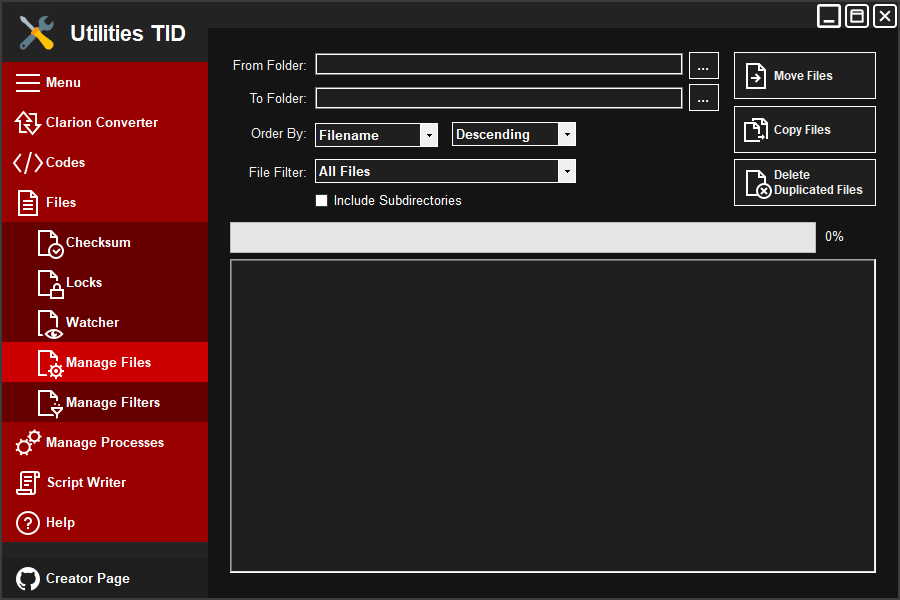 Utilities TID
Menu
Clarion Converter
Codes
Files
Checksum
Locks
Watcher
Manage Files
Manage Filters
Manage Processes
Script Writer
Help
Creator Page
From Folder:
...
To Folder:
...
Order By:
Filename
Descending
File Filter:
All Files
Include Subdirectories
Move Files
Copy Files
Delete
Duplicated Files
0%